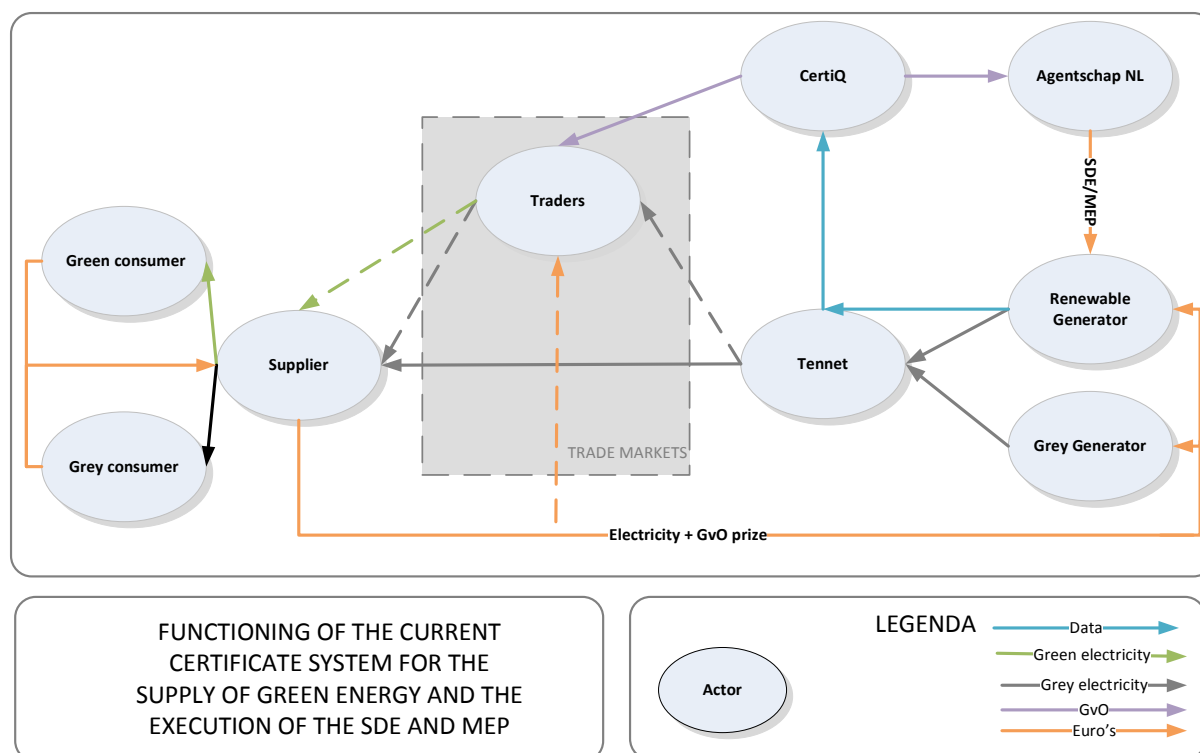 CertiQ
Agentschap NL
SDE/MEP
Traders
Green consumer
Renewable
Generator
Supplier
Tennet
Grey consumer
Grey Generator
TRADE MARKETS
Electricity + GvO prize
FUNCTIONING OF THE CURRENT
CERTIFICATE SYSTEM FOR THE
SUPPLY OF GREEN ENERGY AND THE
EXECUTION OF THE SDE AND MEP
LEGENDA
Actor
Data
Green electricity
Grey electricity
GvO
Euro's